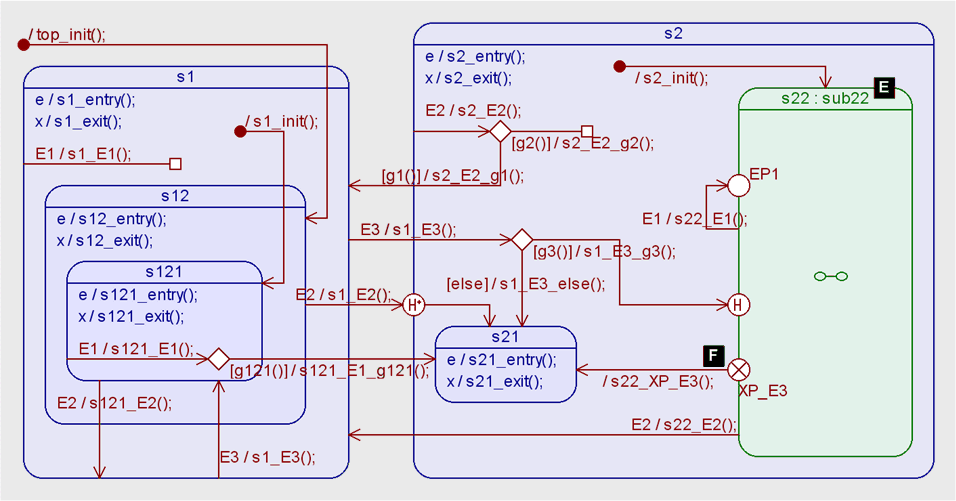 / top_init();
s1
e / s1_entry();
x / s1_exit();
/ s1_init();
E1 / s1_E1();
s12
e / s12_entry();
x / s12_exit();
s121
e / s121_entry();
x / s121_exit();
E1 / s121_E1();
[g121()] / s121_E1_g121();
E2 / s121_E2();
E3 / s1_E3();
E3 / s1_E3();
E2 / s1_E2();
s2
e / s2_entry();
x / s2_exit();
/ s2_init();
E2 / s2_E2();
[g2()] / s2_E2_g2();
[g1()] / s2_E2_g1();
[g3()] / s1_E3_g3();
[else] / s1_E3_else();
H*
s21
e / s21_entry();
x / s21_exit();
s22 : sub22
E
EP1
E1 / s22_E1();
H
F
XP_E3
/ s22_XP_E3();
E2 / s22_E2();